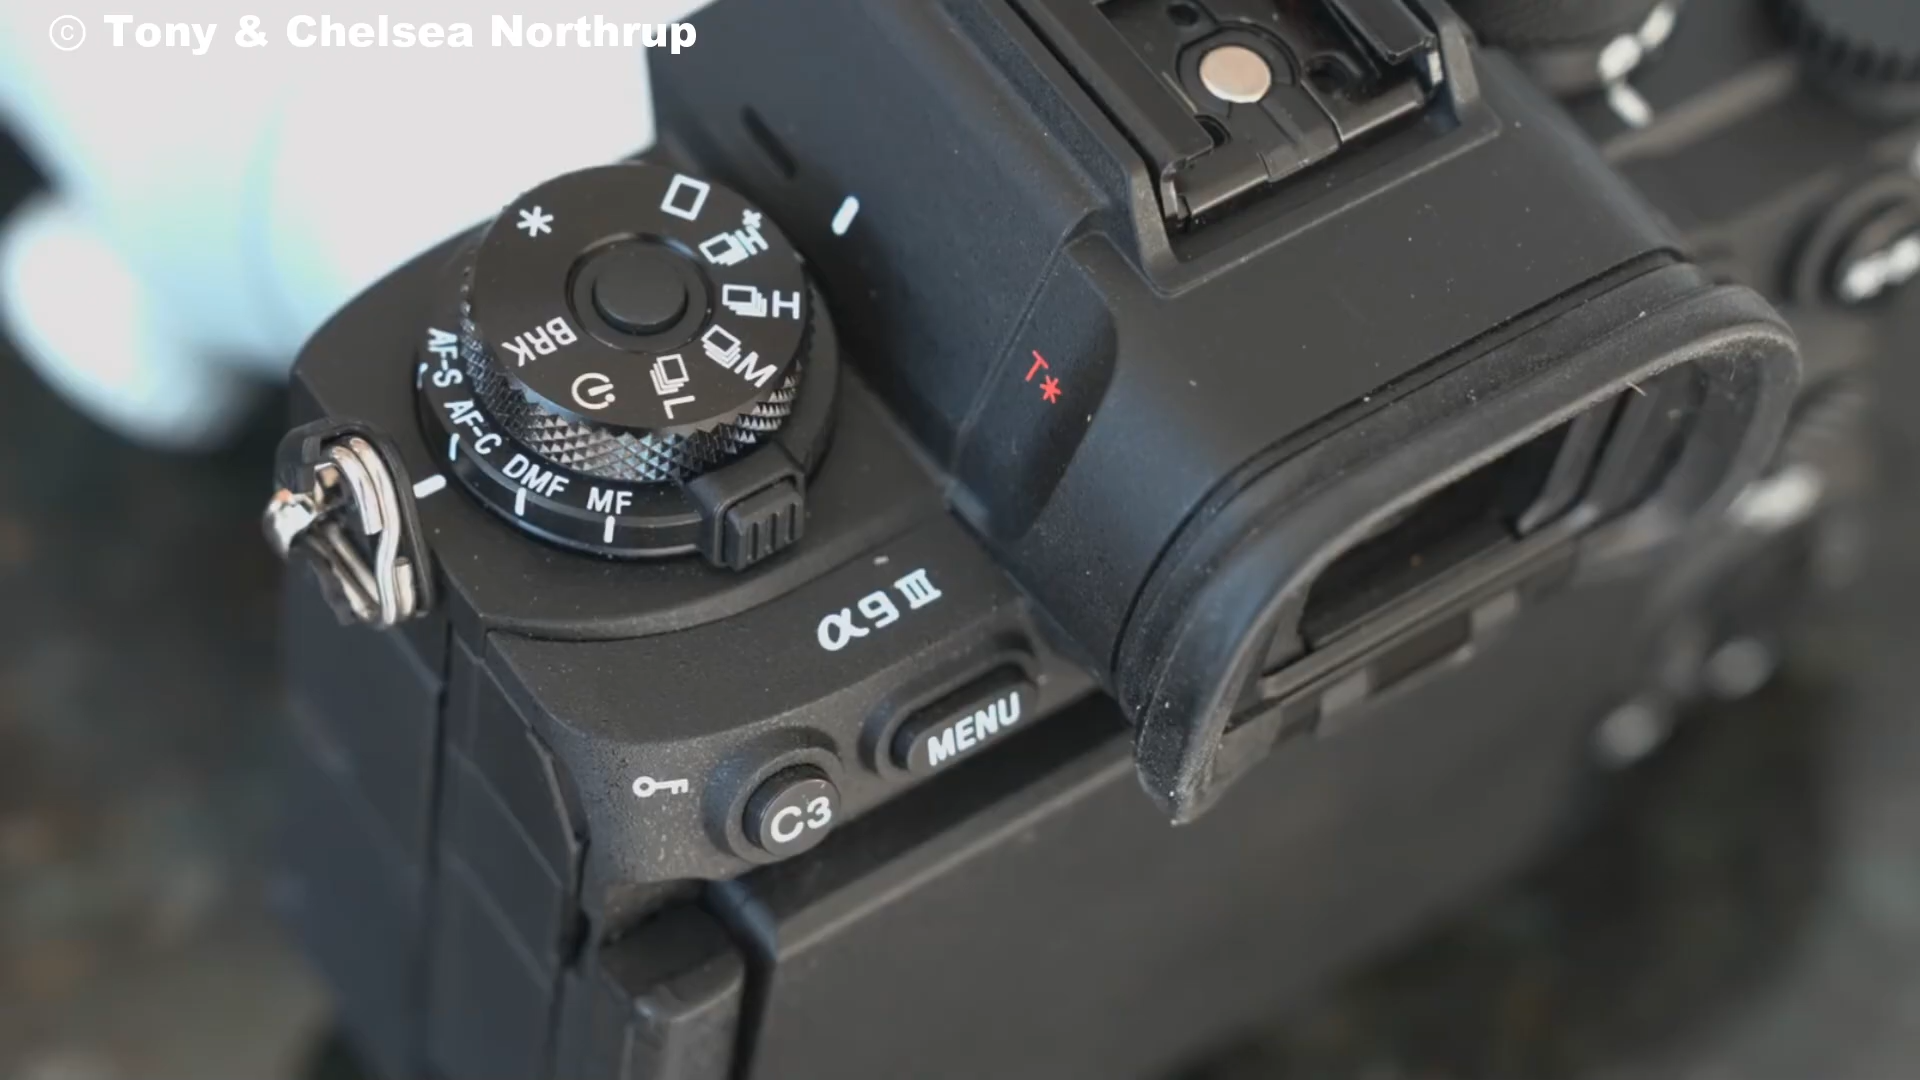 © Tony & Chelsea Northrup
H+
H
M
L
BRK
AF-S
AF-C
DMF
MF
T*
α9 III
MENU
C3